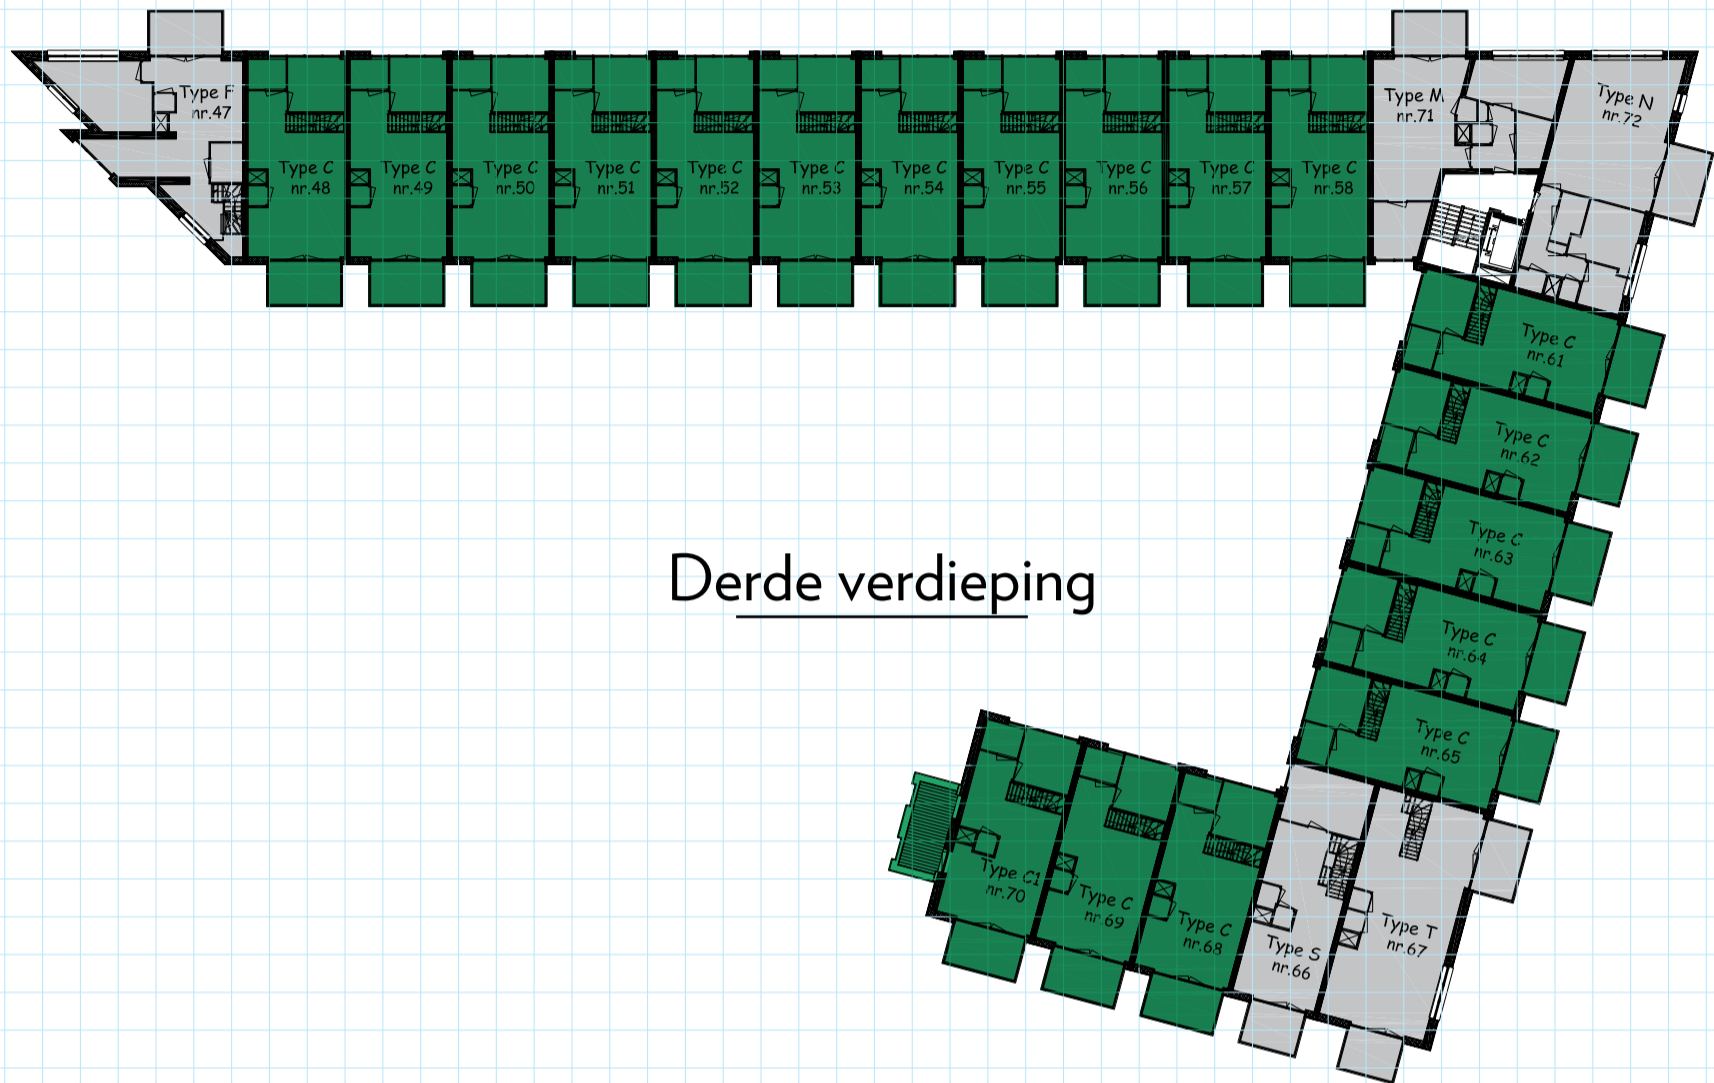 Type F
nr.47
Type C
nr.48
Type C
nr.49
Type C
nr.50
Type C
nr.51
Type C
nr.52
Type C
nr.53
Type C
nr.54
Type C
nr.55
Type C
nr.56
Type C
nr.57
Type C
nr.58
Type M
nr.71
Type N
nr.72
Type C
nr.61
Type C
nr.62
Type C
nr.63
Type C
nr.64
Type C
nr.65
Derde verdieping
Type C1
nr.70
Type C
nr.69
Type C
nr.68
Type S
nr.66
Type T
nr.67